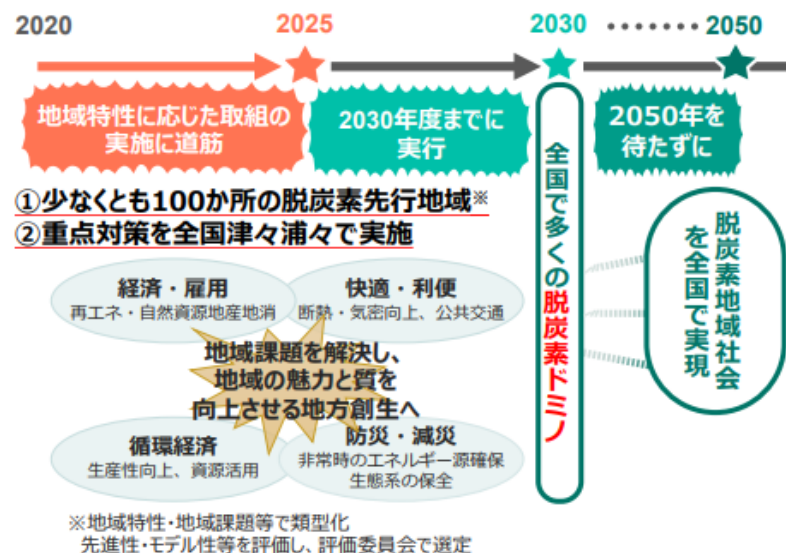 2020
2025
2030
2050
地域特性に応じた取組の
実施に道筋
2030年度までに
実行
2050年を
待たずに
①少なくとも100か所の脱炭素先行地域※
②重点対策を全国津々浦々で実施
経済・雇用
再エネ・自然資源地産地消
快適・利便
断熱・気密向上、公共交通
地域課題を解決し、
地域の魅力と質を
向上させる地方創生へ
循環経済
生産性向上、資源活用
防災・減災
非常時のエネルギー源確保
生態系の保全
全国で多くの脱炭素ドミノ
脱炭素地域社会
を全国で実現
※地域特性・地域課題等で類型化
先進性・モデル性等を評価し、評価委員会で選定